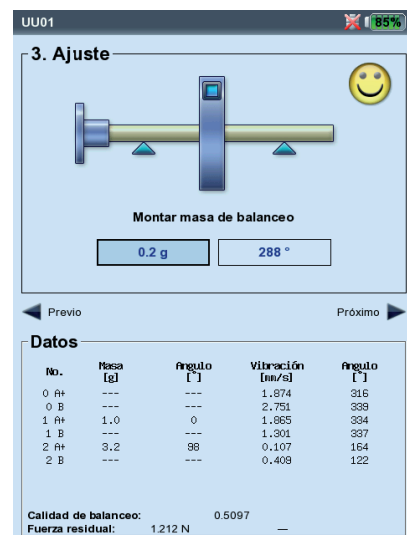 UU01 85%
3. Ajuste
Montar masa de balanceo
0.2 g 288 °
Previo Próximo
Datos
No. Masa [g] Angulo [°] Vibración [mm/s] Angulo [°]
0 A+ --- --- 1.874 316
0 B --- --- 2.751 339
1 A+ 1.0 0 1.865 334
1 B --- --- 1.301 337
2 A+ 3.2 98 0.107 164
2 B --- --- 0.409 122
Calidad de balanceo: 0.5097
Fuerza residual: 1.212 N —